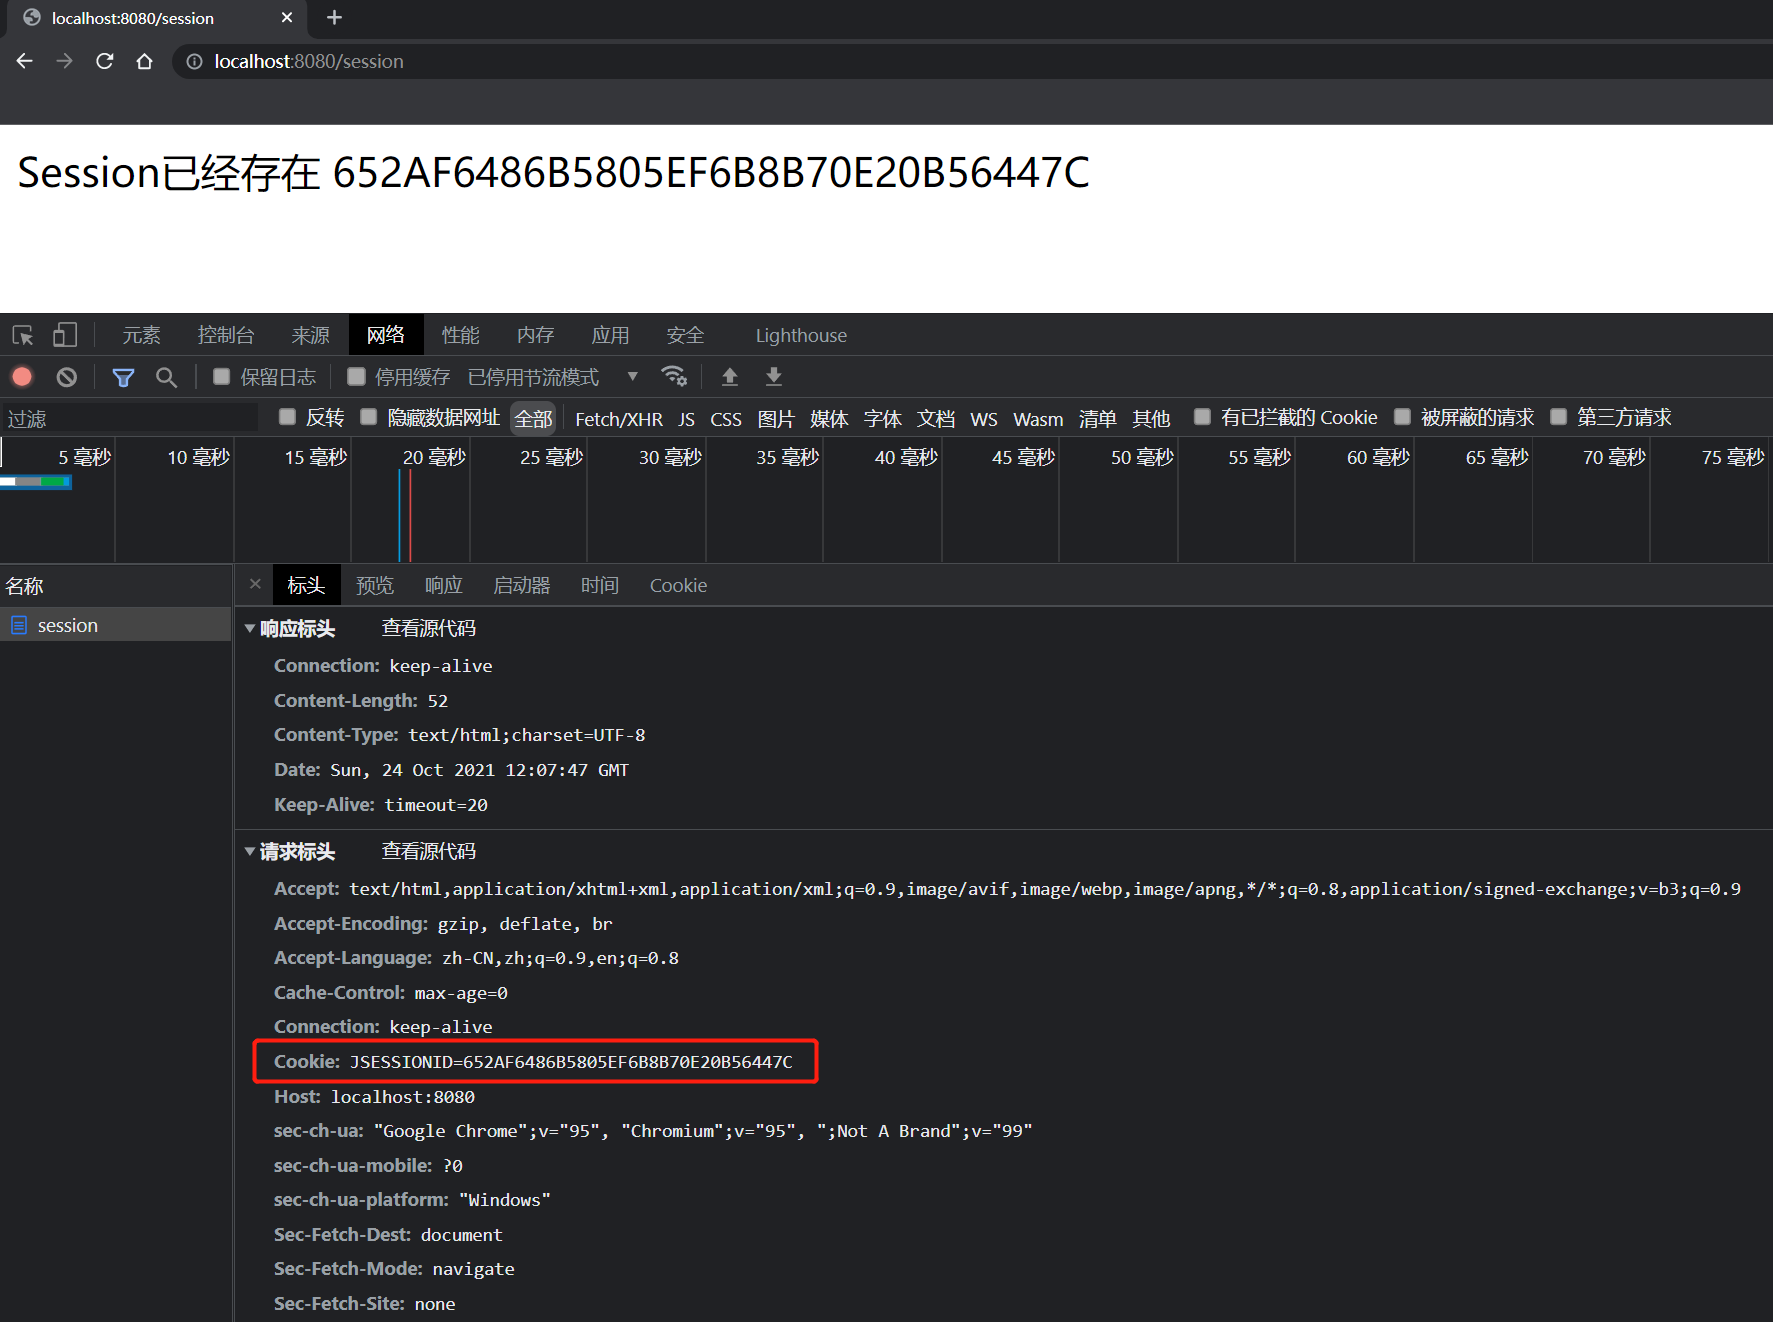 localhost:8080/session
localhost:8080/session
Session已经存在 652AF6486B5805EF6B8B70E20B56447C
元素 控制台 来源 网络 性能 内存 应用 安全 Lighthouse
保留日志 停用缓存 已停用节流模式
过滤 反转 隐藏数据网址 全部 Fetch/XHR JS CSS 图片 媒体 字体 文档 WS Wasm 清单 其他 有已拦截的 Cookie 被屏蔽的请求 第三方请求
5 毫秒 10 毫秒 15 毫秒 20 毫秒 25 毫秒 30 毫秒 35 毫秒 40 毫秒 45 毫秒 50 毫秒 55 毫秒 60 毫秒 65 毫秒 70 毫秒 75 毫秒
名称
session
标头 预览 响应 启动器 时间 Cookie
响应标头 查看源代码
Connection: keep-alive
Content-Length: 52
Content-Type: text/html;charset=UTF-8
Date: Sun, 24 Oct 2021 12:07:47 GMT
Keep-Alive: timeout=20
请求标头 查看源代码
Accept: text/html,application/xhtml+xml,application/xml;q=0.9,image/avif,image/webp,image/apng,*/*;q=0.8,application/signed-exchange;v=b3;q=0.9
Accept-Encoding: gzip, deflate, br
Accept-Language: zh-CN,zh;q=0.9,en;q=0.8
Cache-Control: max-age=0
Connection: keep-alive
Cookie: JSESSIONID=652AF6486B5805EF6B8B70E20B56447C
Host: localhost:8080
sec-ch-ua: "Google Chrome";v="95", "Chromium";v="95", ";Not A Brand";v="99"
sec-ch-ua-mobile: ?0
sec-ch-ua-platform: "Windows"
Sec-Fetch-Dest: document
Sec-Fetch-Mode: navigate
Sec-Fetch-Site: none